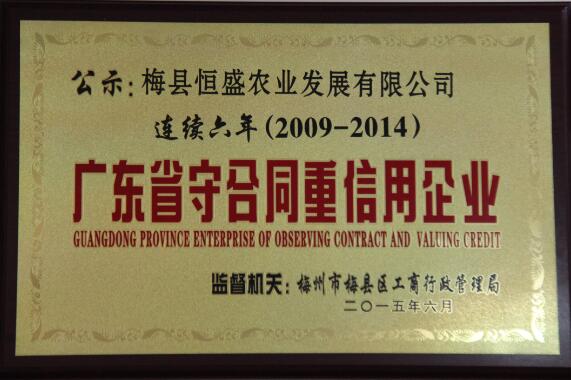 公示：梅县恒盛农业发展有限公司
连续六年(2009-2014)
广东省守合同重信用企业
GUANGDONG PROVINCE ENTERPRISE OF OBSERVING CONTRACT AND VALUING CREDIT
监督机关：梅州市梅县区工商行政管理局
二〇一五年六月